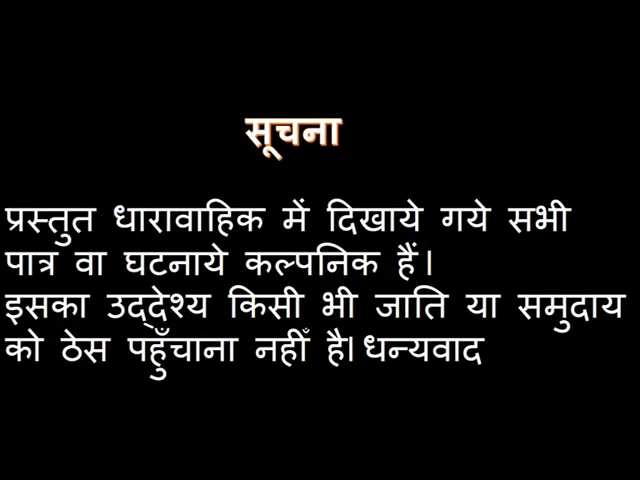 सूचना
प्रस्तुत धारावाहिक में दिखाये गये सभी
पात्र वा घटनाये कल्पनिक हैं।
इसका उद्देश्य किसी भी जाति या समुदाय
को ठेस पहुँचाना नहीँ है। धन्यवाद